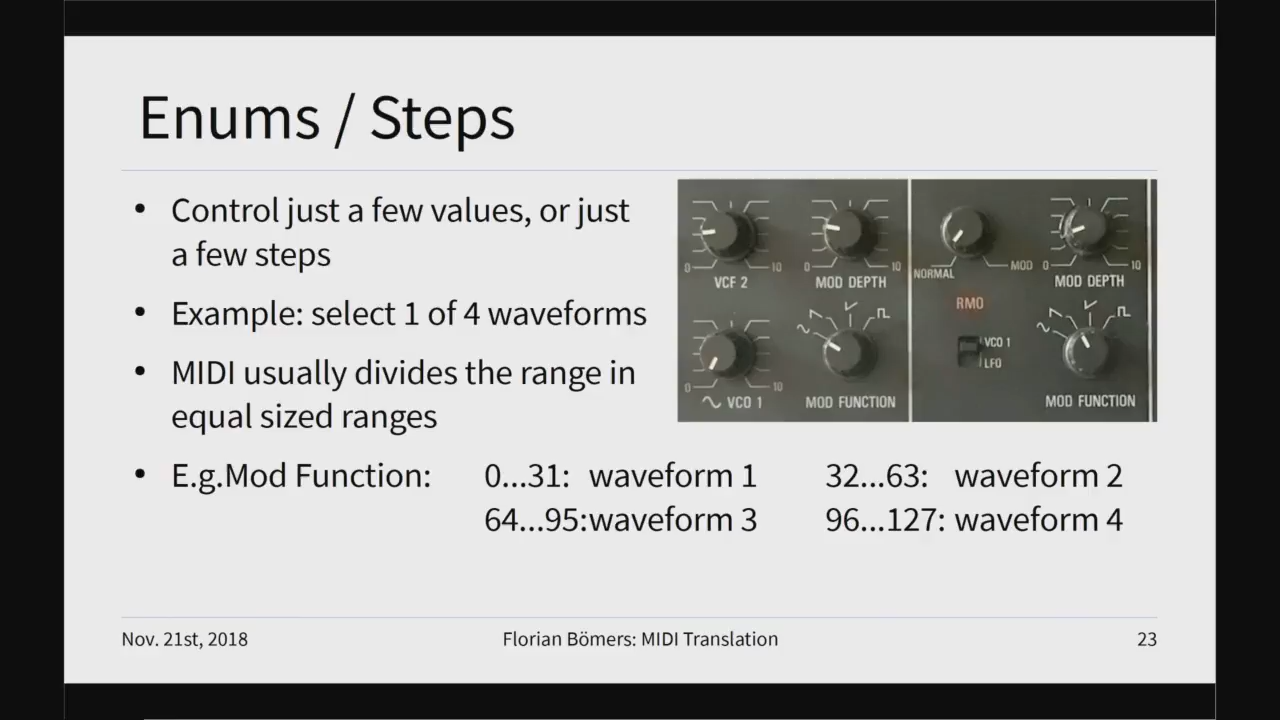 Enums / Steps
• Control just a few values, or just
a few steps
• Example: select 1 of 4 waveforms
• MIDI usually divides the range in
equal sized ranges
0 10 0 10 NORMAL MOD 0 10
VCF 2 MOD DEPTH MOD DEPTH
RMO
VCO 1
LFO
0 10
VCO 1 MOD FUNCTION MOD FUNCTION
• E.g.Mod Function: 0...31: waveform 1 32...63: waveform 2
64...95:waveform 3 96...127: waveform 4
Nov. 21st, 2018 Florian Bömers: MIDI Translation 23